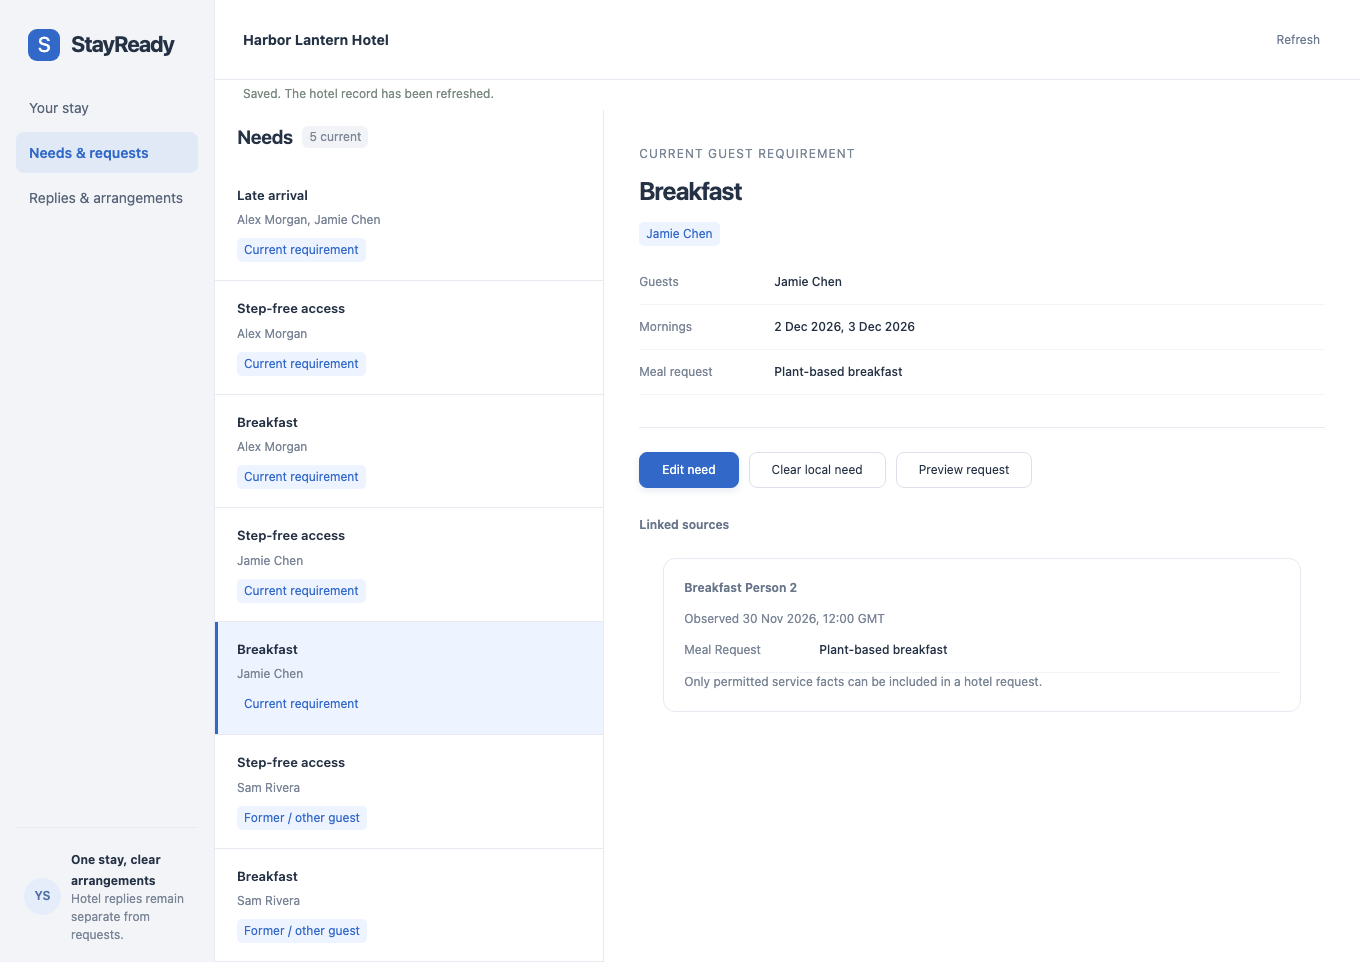 S StayReady
Your stay
Needs & requests
Replies & arrangements
YS
One stay, clear
arrangements
Hotel replies remain
separate from
requests.
Harbor Lantern Hotel
Refresh
Saved. The hotel record has been refreshed.
Needs 5 current
Late arrival
Alex Morgan, Jamie Chen
Current requirement
Step-free access
Alex Morgan
Current requirement
Breakfast
Alex Morgan
Current requirement
Step-free access
Jamie Chen
Current requirement
Breakfast
Jamie Chen
Current requirement
Step-free access
Sam Rivera
Former / other guest
Breakfast
Sam Rivera
Former / other guest
CURRENT GUEST REQUIREMENT
Breakfast
Jamie Chen
Guests Jamie Chen
Mornings 2 Dec 2026, 3 Dec 2026
Meal request Plant-based breakfast
Edit need Clear local need Preview request
Linked sources
Breakfast Person 2
Observed 30 Nov 2026, 12:00 GMT
Meal Request Plant-based breakfast
Only permitted service facts can be included in a hotel request.